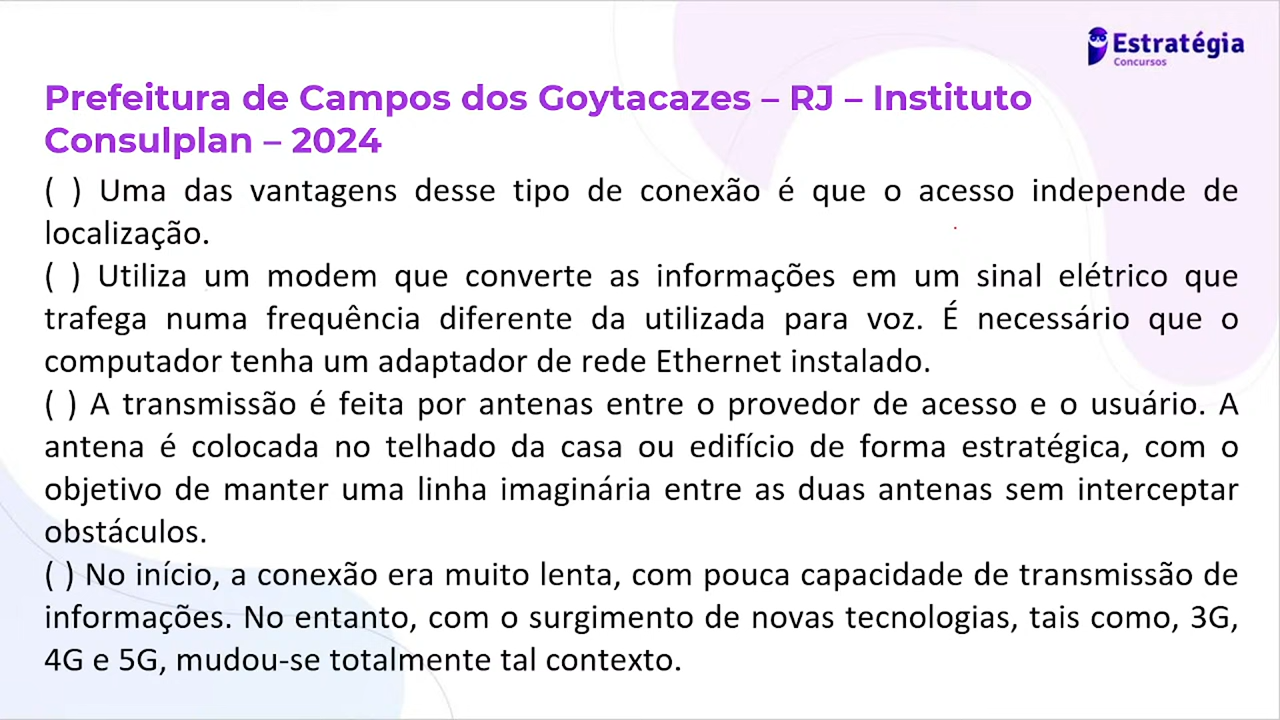 Estratégia
Concursos
Prefeitura de Campos dos Goytacazes – RJ – Instituto
Consulplan – 2024
( ) Uma das vantagens desse tipo de conexão é que o acesso independe de
localização.
( ) Utiliza um modem que converte as informações em um sinal elétrico que
trafega numa frequência diferente da utilizada para voz. É necessário que o
computador tenha um adaptador de rede Ethernet instalado.
( ) A transmissão é feita por antenas entre o provedor de acesso e o usuário. A
antena é colocada no telhado da casa ou edifício de forma estratégica, com o
objetivo de manter uma linha imaginária entre as duas antenas sem interceptar
obstáculos.
( ) No início, a conexão era muito lenta, com pouca capacidade de transmissão de
informações. No entanto, com o surgimento de novas tecnologias, tais como, 3G,
4G e 5G, mudou-se totalmente tal contexto.